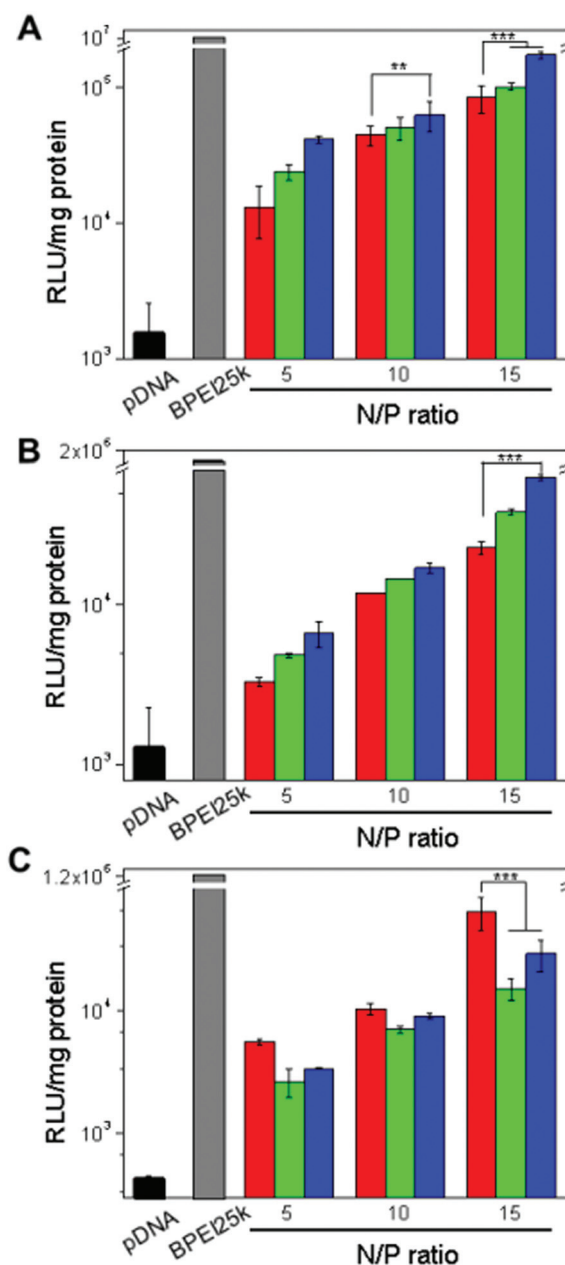 A
10⁷
***
**
10⁵
10⁴
10³
RLU/mg protein
pDNA BPEI25k 5 10 15
N/P ratio
B
2x10⁶
***
10⁴
10³
RLU/mg protein
pDNA BPEI25k 5 10 15
N/P ratio
C
1.2x10⁶
***
10⁴
10³
RLU/mg protein
pDNA BPEI25k 5 10 15
N/P ratio